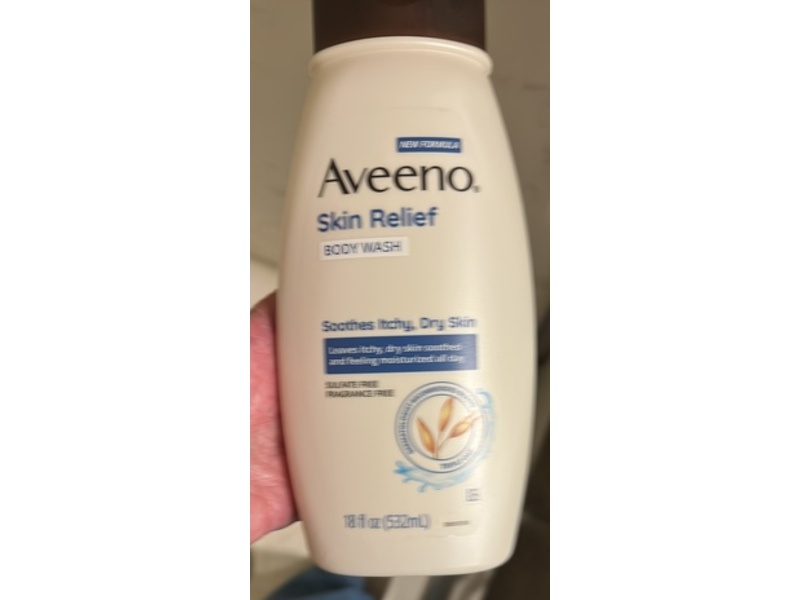 NEW FORMULA
Aveeno®
Skin Relief
BODY WASH
Soothes Itchy, Dry Skin
Leaves itchy, dry skin soothed
and feeling moisturized all day
SULFATE FREE
FRAGRANCE FREE
18 fl oz (532mL)